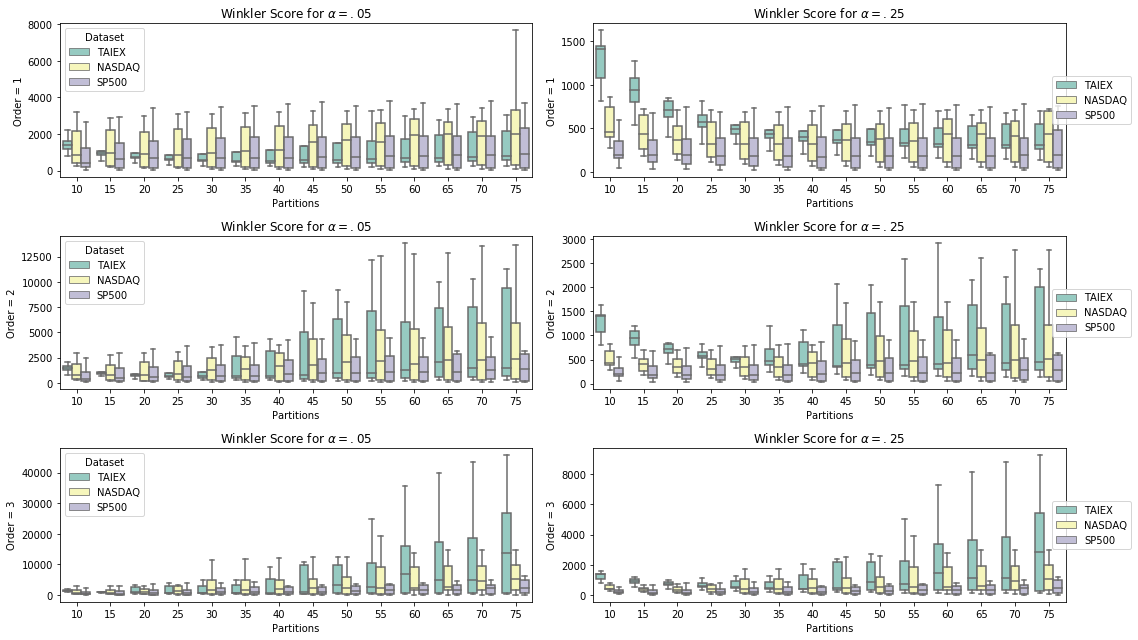 Winkler Score for α = .05
Order = 1
8000
6000
4000
2000
0
Dataset
TAIEX
NASDAQ
SP500
10 15 20 25 30 35 40 45 50 55 60 65 70 75
Partitions
Winkler Score for α = .25
Order = 1
1500
1000
500
0
TAIEX
NASDAQ
SP500
10 15 20 25 30 35 40 45 50 55 60 65 70 75
Partitions
Winkler Score for α = .05
Order = 2
12500
10000
7500
5000
2500
0
Dataset
TAIEX
NASDAQ
SP500
10 15 20 25 30 35 40 45 50 55 60 65 70 75
Partitions
Winkler Score for α = .25
Order = 2
3000
2500
2000
1500
1000
500
0
TAIEX
NASDAQ
SP500
10 15 20 25 30 35 40 45 50 55 60 65 70 75
Partitions
Winkler Score for α = .05
Order = 3
40000
30000
20000
10000
0
Dataset
TAIEX
NASDAQ
SP500
10 15 20 25 30 35 40 45 50 55 60 65 70 75
Partitions
Winkler Score for α = .25
Order = 3
8000
6000
4000
2000
0
TAIEX
NASDAQ
SP500
10 15 20 25 30 35 40 45 50 55 60 65 70 75
Partitions